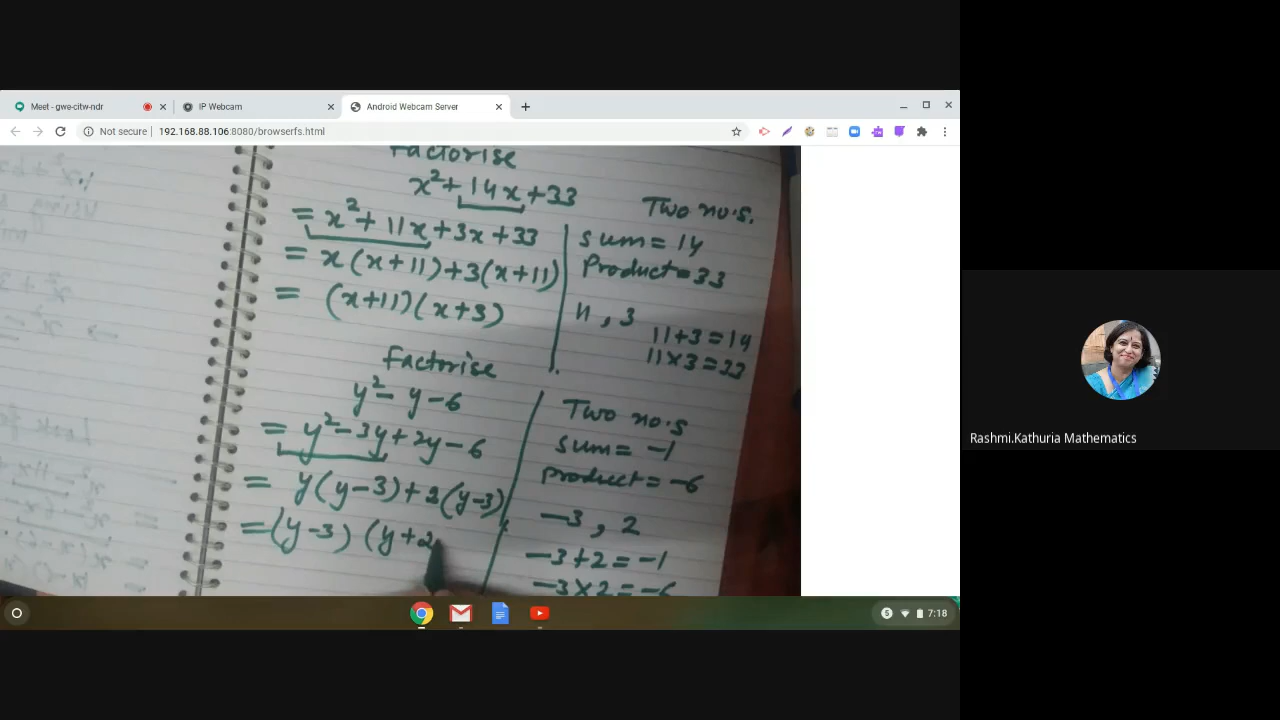 Meet - gwe-citw-ndr
IP Webcam
Android Webcam Server
Not secure
192.168.88.106:8080/browserfs.html
Factorise
x²+ 14x +33
= x²+ 11x +3x +33
= x(x+11)+3(x+11)
= (x+11)(x+3)
Two no.s.
sum = 14
Product = 33
11 , 3
11+3 = 14
11×3 = 33
Factorise
y²- y -6
= y²-3y + 2y -6
= y(y-3)+2(y-3)
=(y-3) (y+2
Two no.s
sum = -1
product = -6
-3 , 2
-3+2 = -1
-3×2 = -6
Rashmi.Kathuria Mathematics
5
7:18